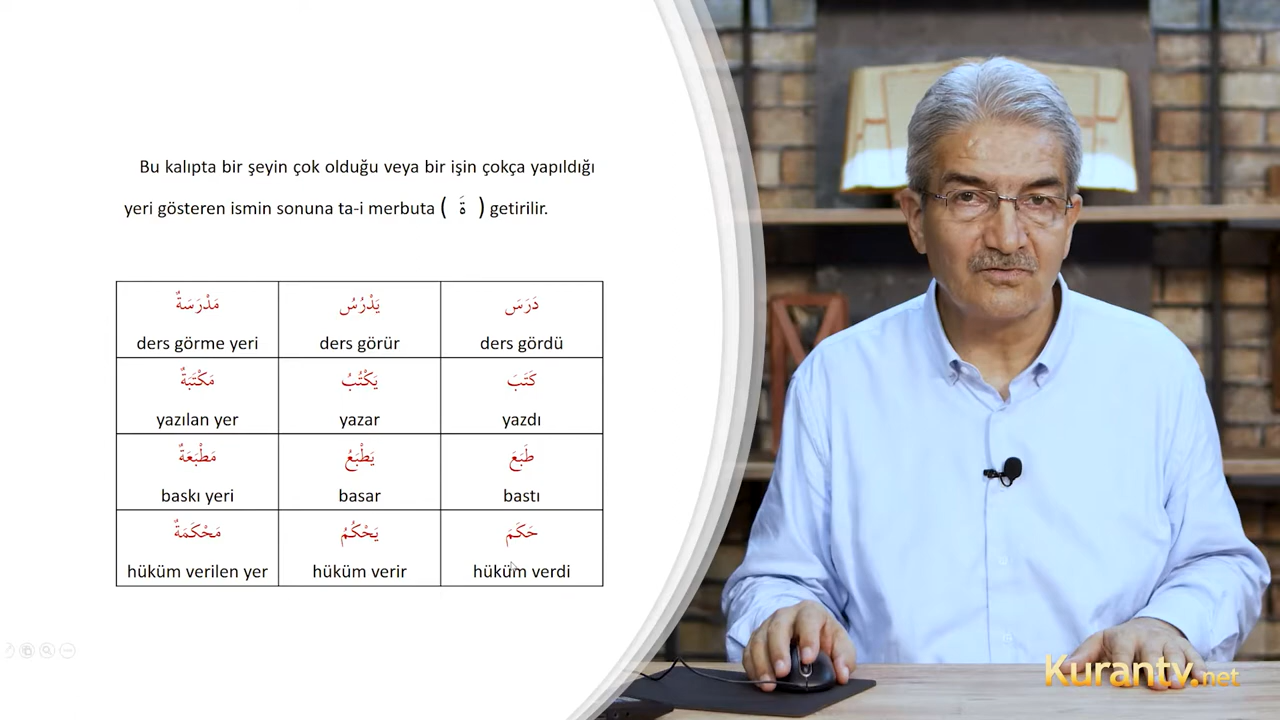 Bu kalıpta bir şeyin çok olduğu veya bir işin çokça yapıldığı
yeri gösteren ismin sonuna ta-i merbuta ( ةَ ) getirilir.
دَرَسَ يَدْرُسُ مَدْرَسَةٌ
ders görme yeri ders görür ders gördü
كَتَبَ يَكْتُبُ مَكْتَبَةٌ
yazılan yer yazar yazdı
طَبَعَ يَطْبَعُ مَطْبَعَةٌ
baskı yeri basar bastı
حَكَمَ يَحْكُمُ مَحْكَمَةٌ
hüküm verilen yer hüküm verir hüküm verdi
Kurantv.net